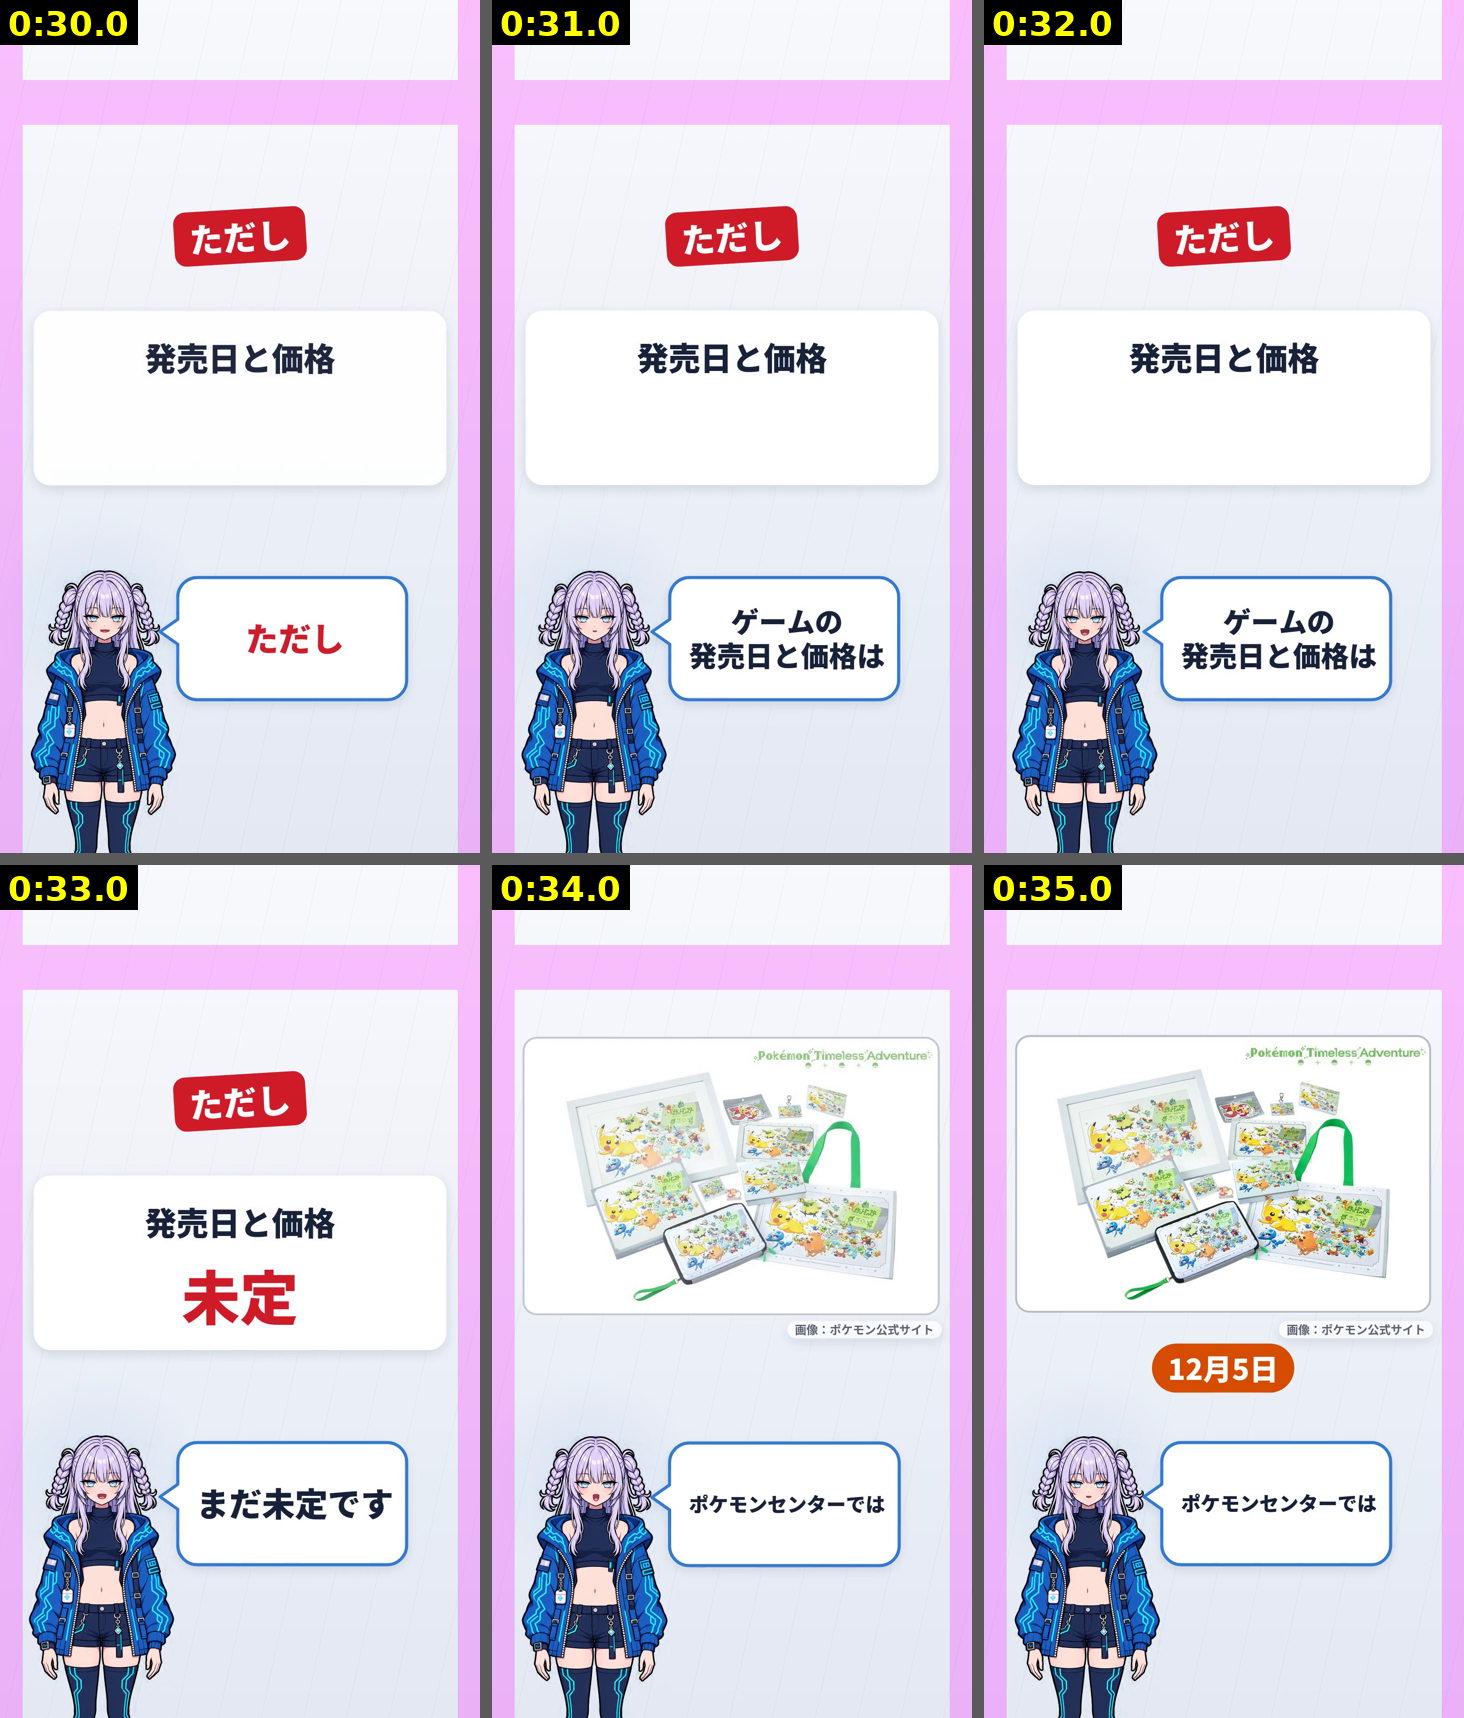 0:30.0
ただし
発売日と価格
ただし
0:31.0
ただし
発売日と価格
ゲームの
発売日と価格は
0:32.0
ただし
発売日と価格
ゲームの
発売日と価格は
0:33.0
ただし
発売日と価格
未定
まだ未定です
0:34.0
Pokémon Timeless Adventure
画像：ポケモン公式サイト
ポケモンセンターでは
0:35.0
Pokémon Timeless Adventure
画像：ポケモン公式サイト
12月5日
ポケモンセンターでは